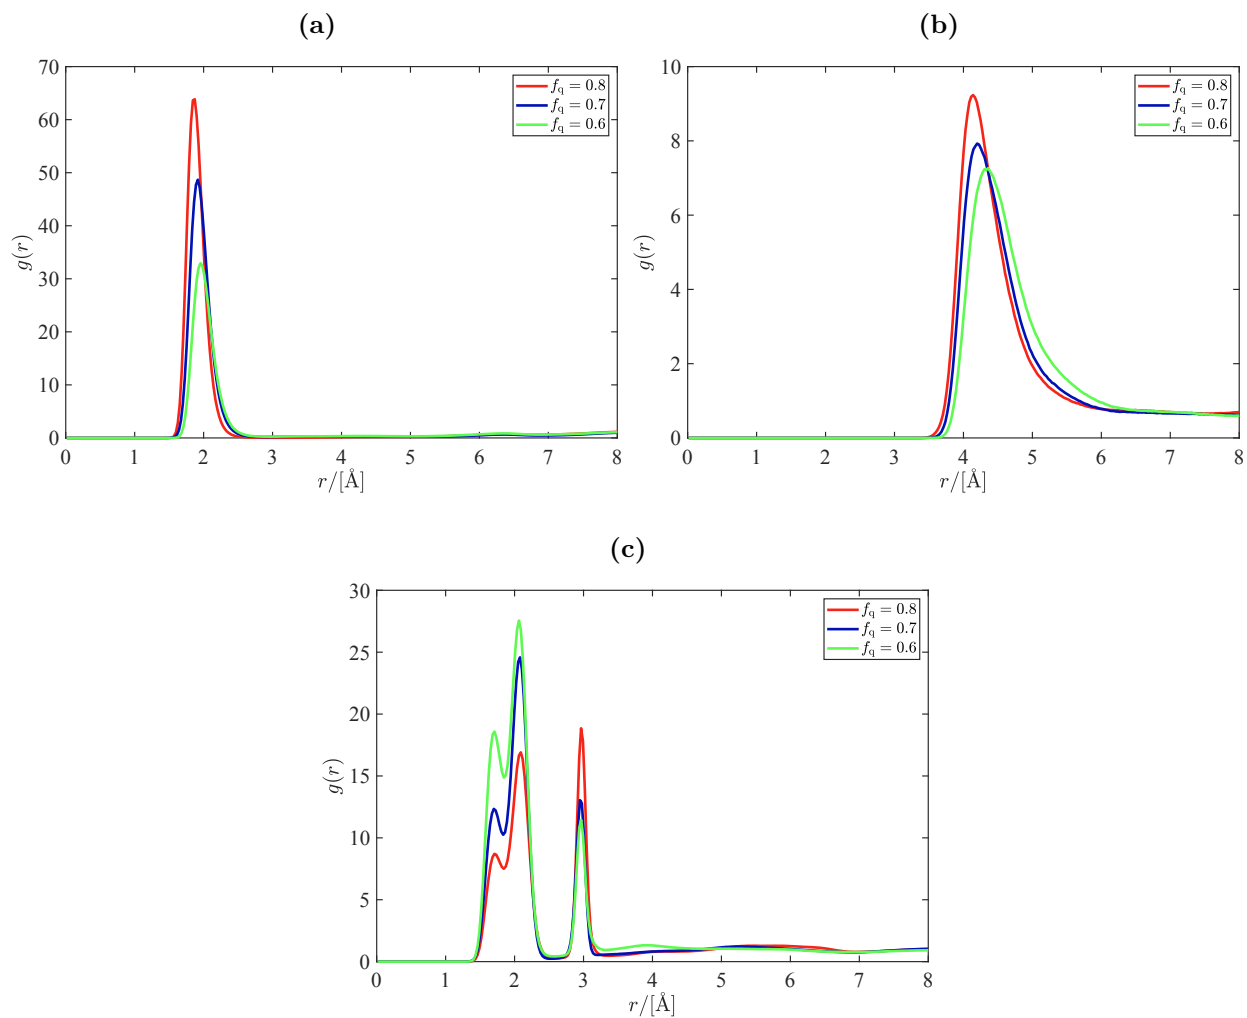 (a)
70
60
50
40
30
20
10
0
g(r)
0 1 2 3 4 5 6 7 8
r/[Å]
f_q = 0.8
f_q = 0.7
f_q = 0.6
(b)
10
8
6
4
2
0
g(r)
0 1 2 3 4 5 6 7 8
r/[Å]
f_q = 0.8
f_q = 0.7
f_q = 0.6
(c)
30
25
20
15
10
5
0
g(r)
0 1 2 3 4 5 6 7 8
r/[Å]
f_q = 0.8
f_q = 0.7
f_q = 0.6